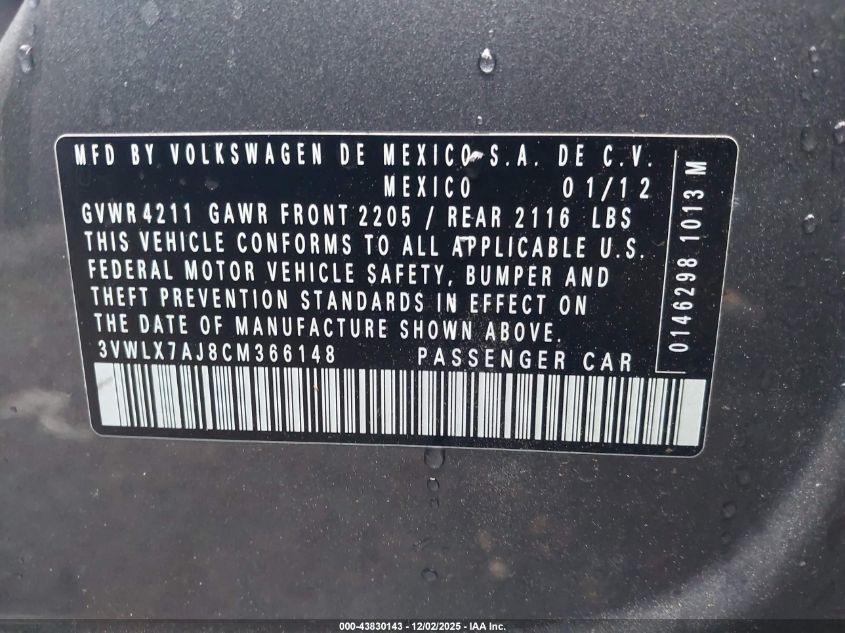 MFD BY VOLKSWAGEN DE MEXICO S.A. DE C.V.
MEXICO 01/12
GVWR 4211 GAWR FRONT 2205 / REAR 2116 LBS
THIS VEHICLE CONFORMS TO ALL APPLICABLE U.S.
FEDERAL MOTOR VEHICLE SAFETY, BUMPER AND
THEFT PREVENTION STANDARDS IN EFFECT ON
THE DATE OF MANUFACTURE SHOWN ABOVE.
3VWLX7AJ8CM366148 PASSENGER CAR
0146298 1013 M
000-43830143 - 12/02/2025 - IAA Inc.